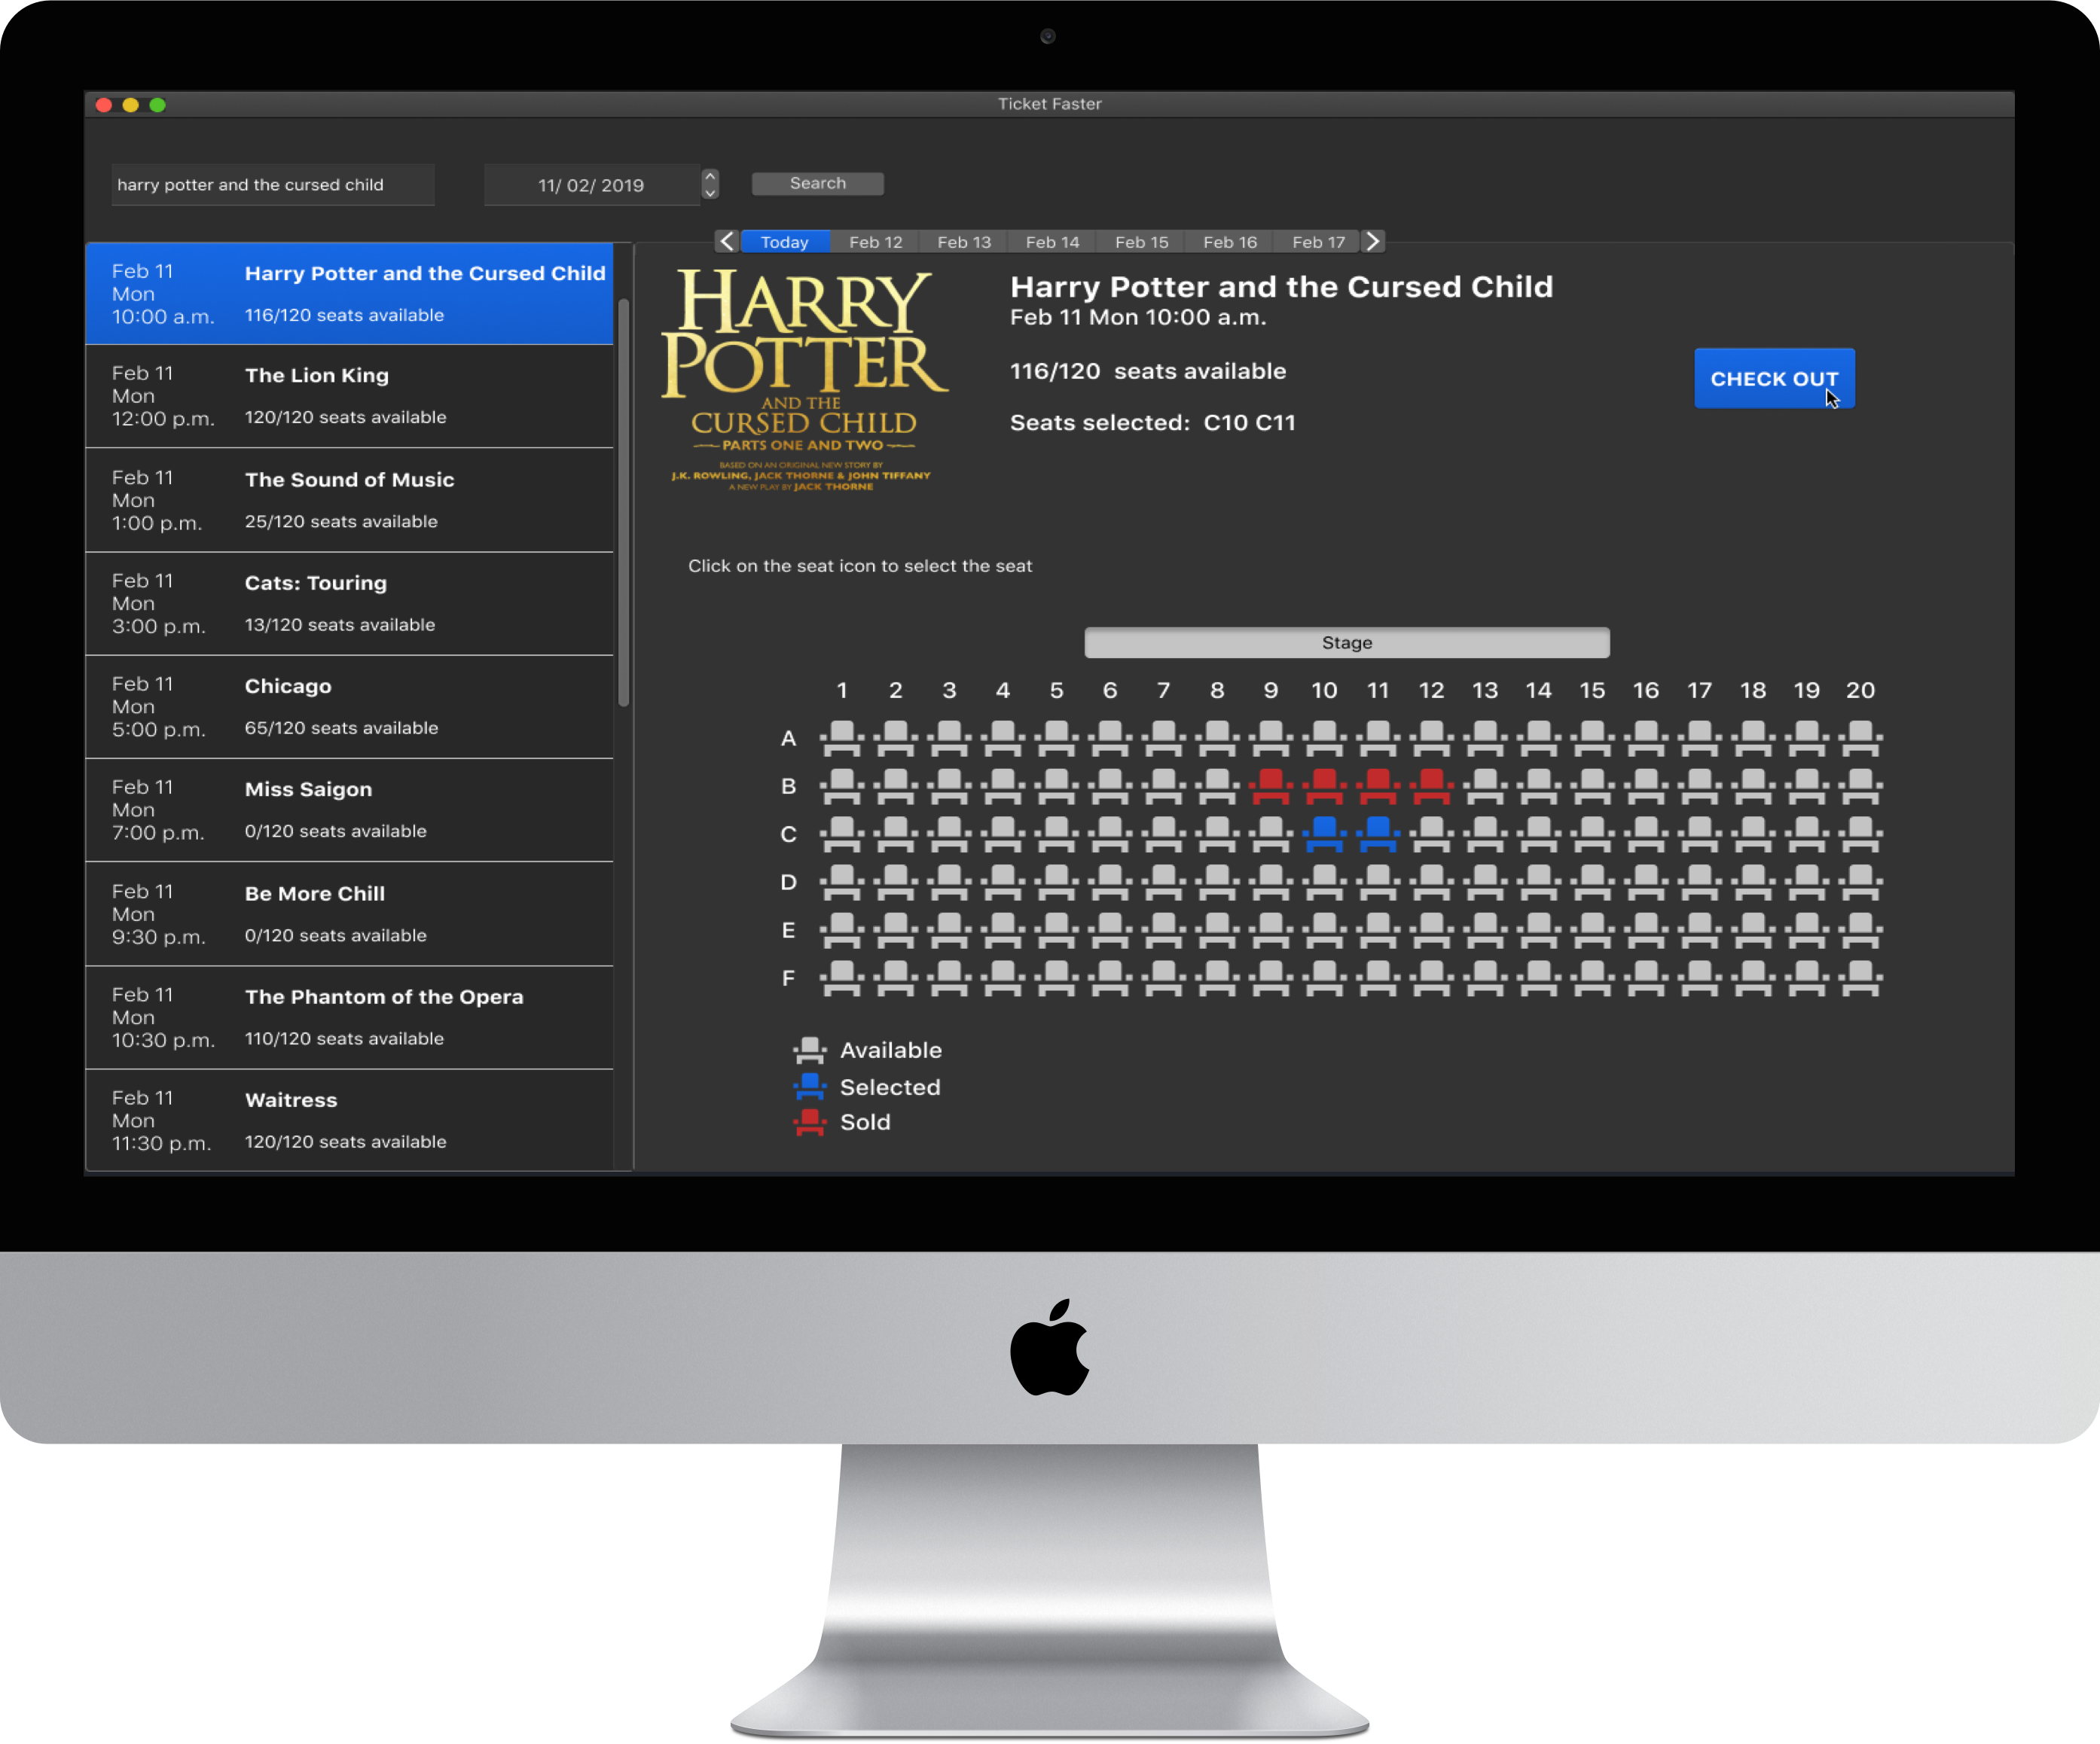 Ticket Faster
harry potter and the cursed child
11/ 02/ 2019
Search
Today Feb 12 Feb 13 Feb 14 Feb 15 Feb 16 Feb 17
Feb 11
Mon
10:00 a.m.
Harry Potter and the Cursed Child
116/120 seats available
Feb 11
Mon
12:00 p.m.
The Lion King
120/120 seats available
Feb 11
Mon
1:00 p.m.
The Sound of Music
25/120 seats available
Feb 11
Mon
3:00 p.m.
Cats: Touring
13/120 seats available
Feb 11
Mon
5:00 p.m.
Chicago
65/120 seats available
Feb 11
Mon
7:00 p.m.
Miss Saigon
0/120 seats available
Feb 11
Mon
9:30 p.m.
Be More Chill
0/120 seats available
Feb 11
Mon
10:30 p.m.
The Phantom of the Opera
110/120 seats available
Feb 11
Mon
11:30 p.m.
Waitress
120/120 seats available
HARRY
POTTER
AND THE
CURSED CHILD
PARTS ONE AND TWO
BASED ON AN ORIGINAL NEW STORY BY
J.K. ROWLING, JACK THORNE & JOHN TIFFANY
A NEW PLAY BY JACK THORNE
Harry Potter and the Cursed Child
Feb 11 Mon 10:00 a.m.
116/120 seats available
Seats selected: C10 C11
CHECK OUT
Click on the seat icon to select the seat
Stage
1 2 3 4 5 6 7 8 9 10 11 12 13 14 15 16 17 18 19 20
A
B
C
D
E
F
Available
Selected
Sold